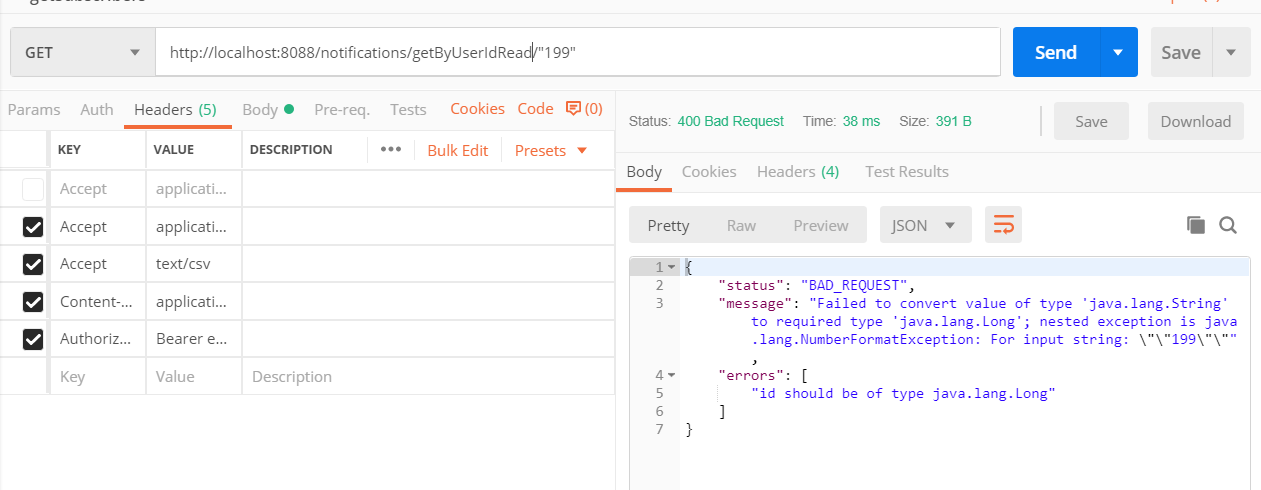 GET
http://localhost:8088/notifications/getByUserIdRead/"199"
Send
Save
Params
Auth
Headers (5)
Body
Pre-req.
Tests
Cookies
Code
(0)
KEY
VALUE
DESCRIPTION
•••
Bulk Edit
Presets
Accept
applicati...
Accept
applicati...
Accept
text/csv
Content-...
applicati...
Authoriz...
Bearer e...
Key
Value
Description
Status: 400 Bad Request
Time: 38 ms
Size: 391 B
Save
Download
Body
Cookies
Headers (4)
Test Results
Pretty
Raw
Preview
JSON
1 {
2 "status": "BAD_REQUEST",
3 "message": "Failed to convert value of type 'java.lang.String'
to required type 'java.lang.Long'; nested exception is java
.lang.NumberFormatException: For input string: \"\"199\"\""
,
4 "errors": [
5 "id should be of type java.lang.Long"
6 ]
7 }